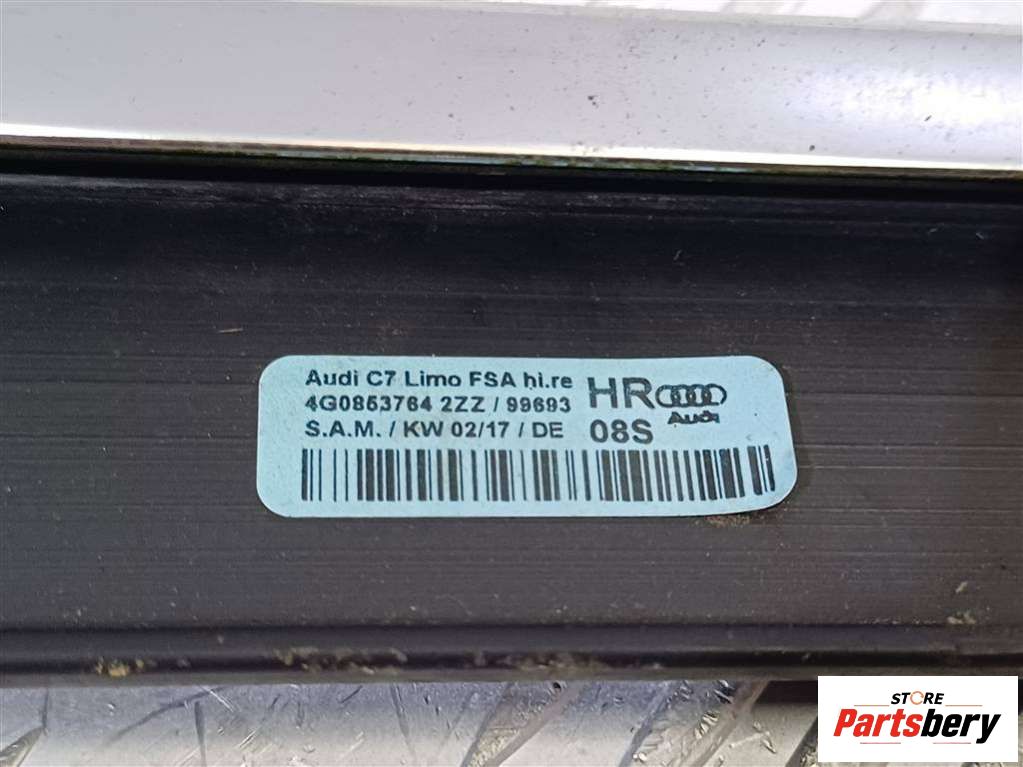 Audi C7 Limo FSA hi.re
4G0853764 2ZZ / 99693
S.A.M. / KW 02/17 / DE
HR
Audi
08S
STORE
Partsbery